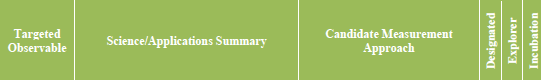 Targeted
Observable
Science/Applications Summary
Candidate Measurement
Approach
Designated
Explorer
Incubation